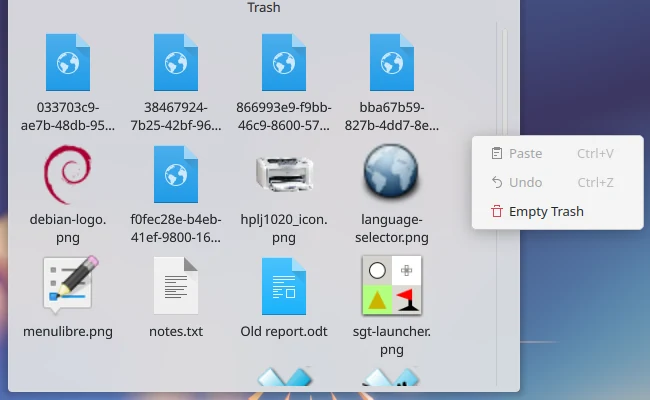 Trash
033703c9-
ae7b-48db-95...
38467924-
7b25-42bf-96...
866993e9-f9bb-
46c9-8600-57...
bba67b59-
827b-4dd7-8e...
debian-logo.
png
f0fec28e-b4eb-
41ef-9800-16...
hplj1020_icon.
png
language-
selector.png
menulibre.png
notes.txt
Old report.odt
sgt-launcher.
png
Paste Ctrl+V
Undo Ctrl+Z
Empty Trash